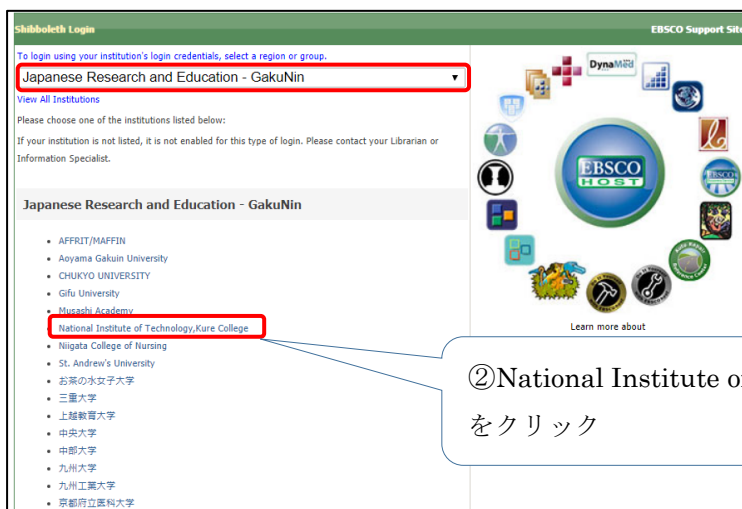 Shibboleth Login
EBSCO Support Site
To login using your institution's login credentials, select a region or group.
Japanese Research and Education - GakuNin
View All Institutions
Please choose one of the institutions listed below:
If your institution is not listed, it is not enabled for this type of login. Please contact your Librarian or
Information Specialist.
Japanese Research and Education - GakuNin
AFFRIT/MAFFIN
Aoyama Gakuin University
CHUKYO UNIVERSITY
Gifu University
Musashi Academy
National Institute of Technology,Kure College
Niigata College of Nursing
St. Andrew's University
お茶の水女子大学
三重大学
上越教育大学
中央大学
中部大学
九州大学
九州工業大学
京都府立医科大学
DynaMed
EBSCO
HOST
EBSCO
Learn more about
②National Institute of
をクリック